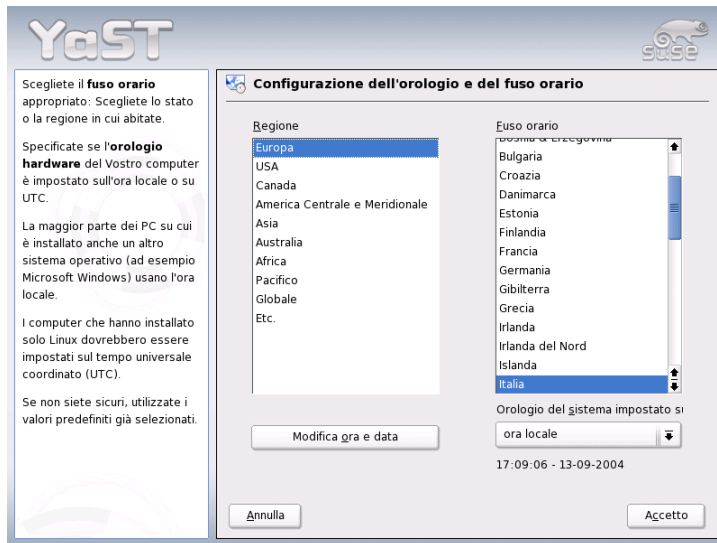 YaST
SUSE
Scegliete il fuso orario
appropriato: Scegliete lo stato
o la regione in cui abitate.
Specificate se l'orologio
hardware del Vostro computer
è impostato sull'ora locale o su
UTC.
La maggior parte dei PC su cui
è installato anche un altro
sistema operativo (ad esempio
Microsoft Windows) usano l'ora
locale.
I computer che hanno installato
solo Linux dovrebbero essere
impostati sul tempo universale
coordinato (UTC).
Se non siete sicuri, utilizzate i
valori predefiniti già selezionati.
Configurazione dell'orologio e del fuso orario
Regione
Europa
USA
Canada
America Centrale e Meridionale
Asia
Australia
Africa
Pacifico
Globale
Etc.
Modifica ora e data
Fuso orario
Bosnia & Erzegovina
Bulgaria
Croazia
Danimarca
Estonia
Finlandia
Francia
Germania
Gibilterra
Grecia
Irlanda
Irlanda del Nord
Islanda
Italia
Orologio del sistema impostato su
ora locale
17:09:06 - 13-09-2004
Annulla
Accetto